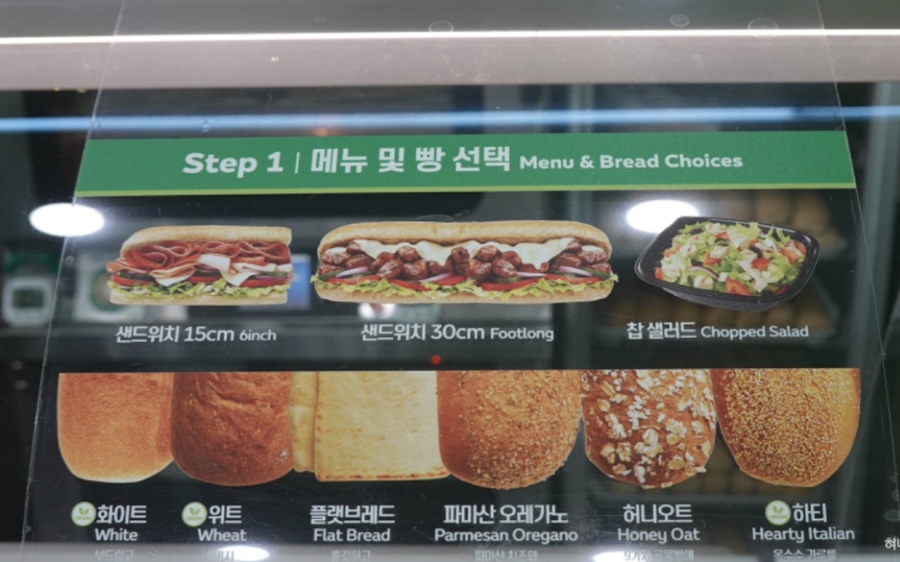 Step 1 | 메뉴 및 빵 선택 Menu & Bread Choices
샌드위치 15cm 6inch
샌드위치 30cm Footlong
찹 샐러드 Chopped Salad
화이트
White
위트
Wheat
플랫브레드
Flat Bread
파마산 오레가노
Parmesan Oregano
허니오트
Honey Oat
하티
Hearty Italian